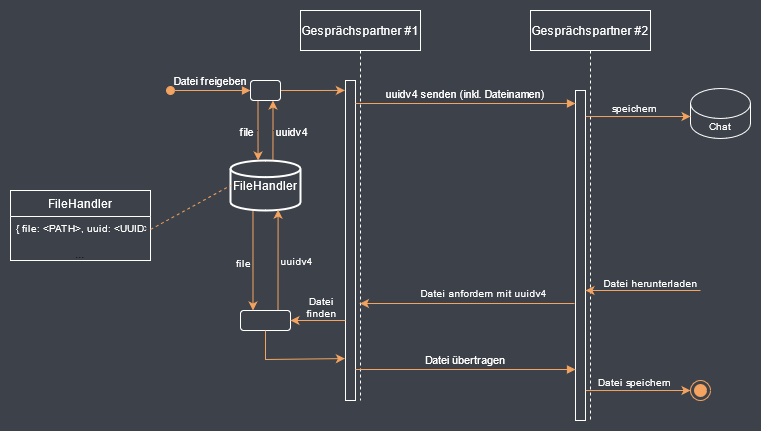 Gesprächspartner #1
Gesprächspartner #2
Datei freigeben
uuidv4 senden (inkl. Dateinamen)
speichern
Chat
file
uuidv4
FileHandler
FileHandler
{ file: <PATH>, uuid: <UUID>
...
file
uuidv4
Datei herunterladen
Datei anfordern mit uuidv4
Datei
finden
Datei übertragen
Datei speichern